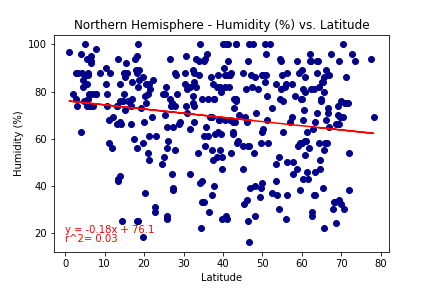 Northern Hemisphere - Humidity (%) vs. Latitude
100
80
60
40
20
Humidity (%)
y = -0.18x + 76.1
r^2= 0.03
0 10 20 30 40 50 60 70 80
Latitude